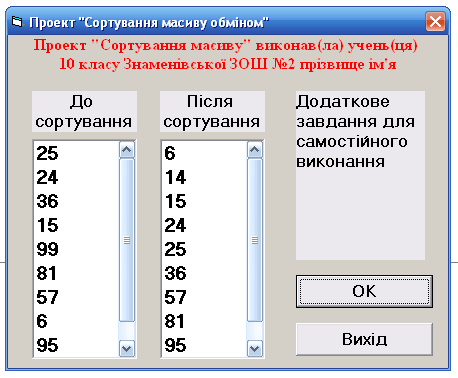 Проект "Сортування масиву обміном"
Проект "Сортування масиву" виконав(ла) учень(ця)
10 класу Знаменівської ЗОШ №2 прізвище ім'я
До
сортування
Після
сортування
Додаткове
завдання для
самостійного
виконання
25
24
36
15
99
81
57
6
95
6
14
15
24
25
36
57
81
95
OK
Вихід